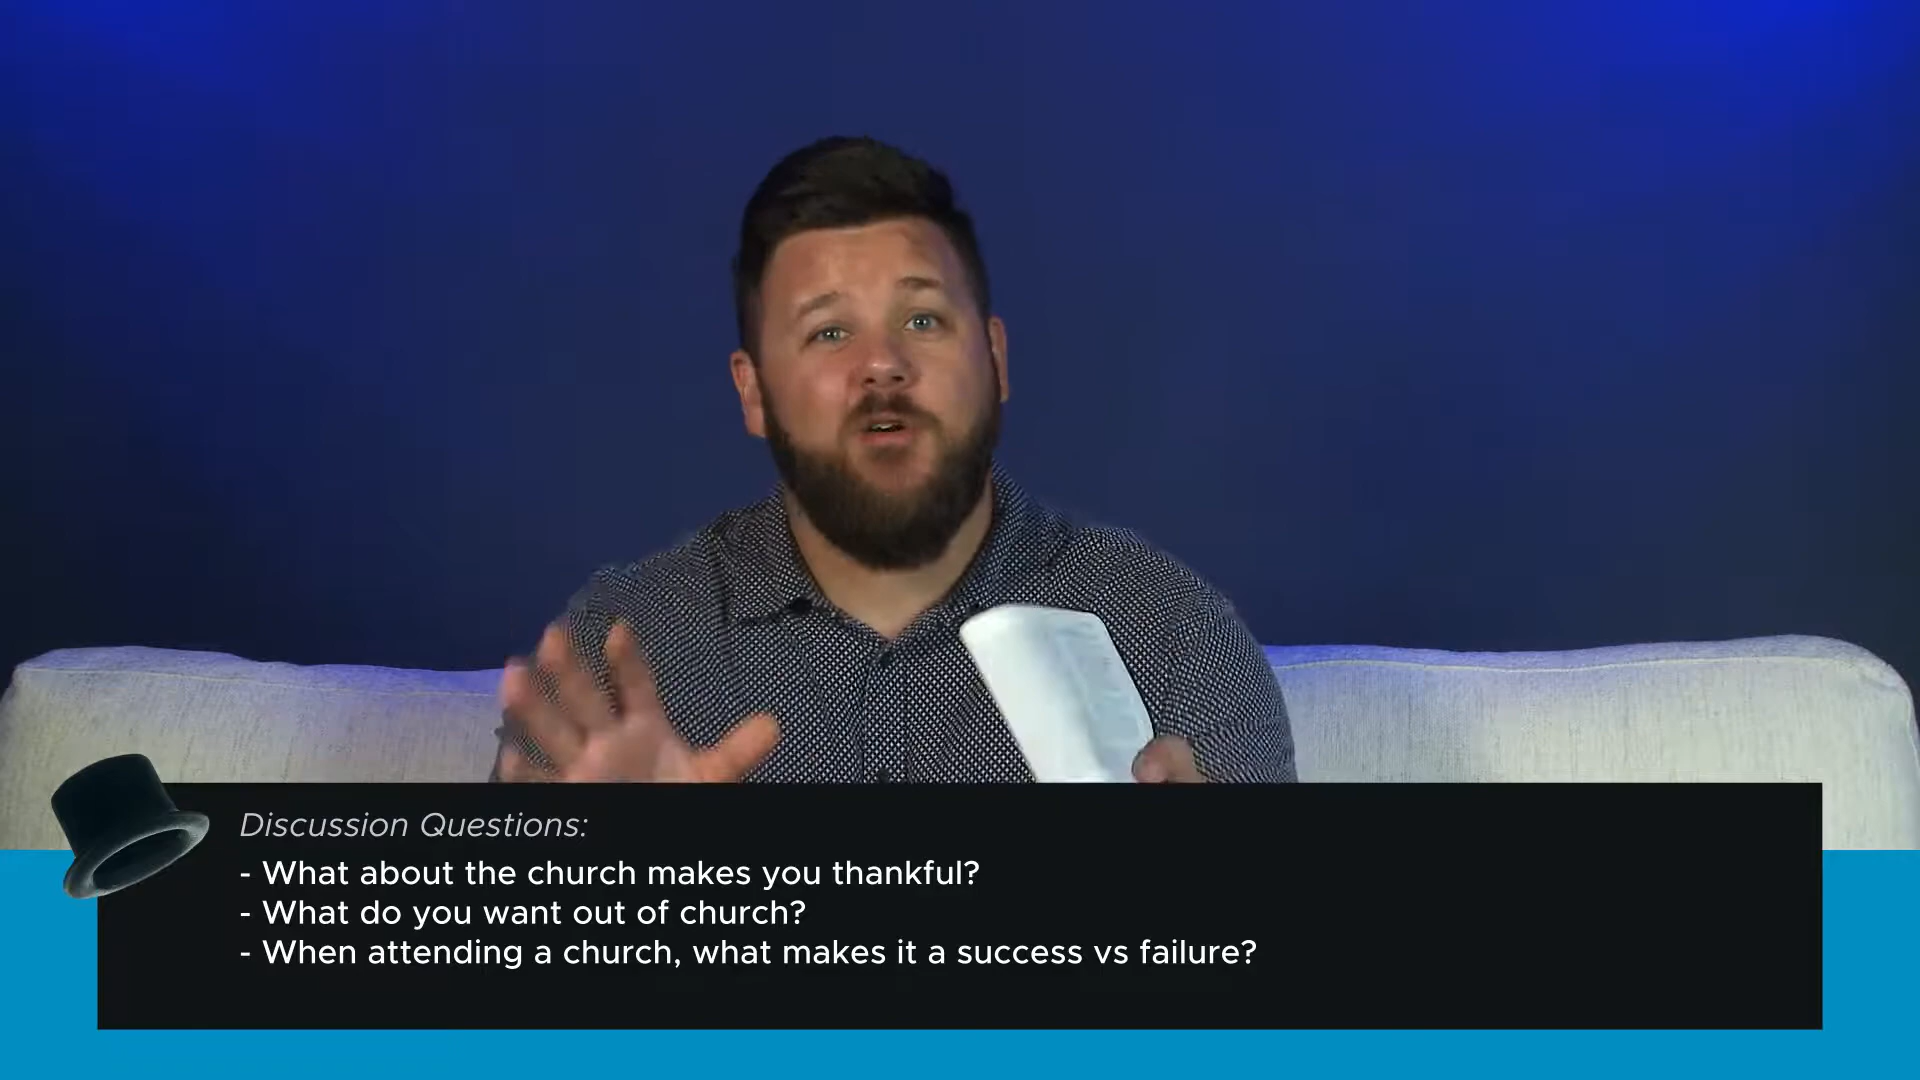 Discussion Questions:
- What about the church makes you thankful?
- What do you want out of church?
- When attending a church, what makes it a success vs failure?